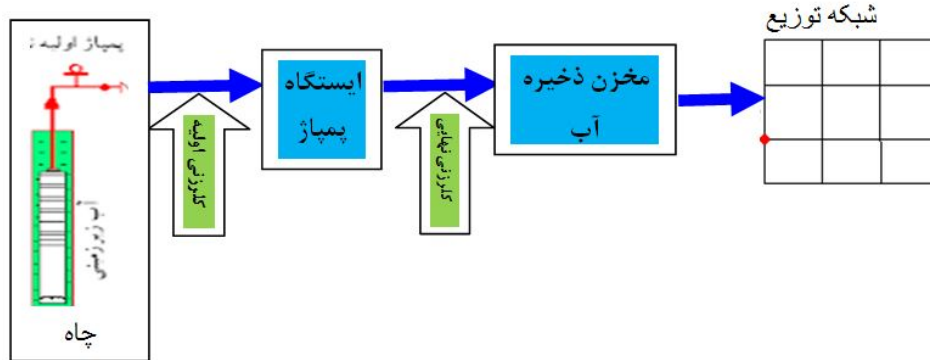 پمپاژ اولیه :
آب زیرزمینی
چاه
کلرزنی اولیه
ایستگاه
پمپاژ
کلرزنی نهایی
مخزن ذخیره
آب
شبکه توزیع